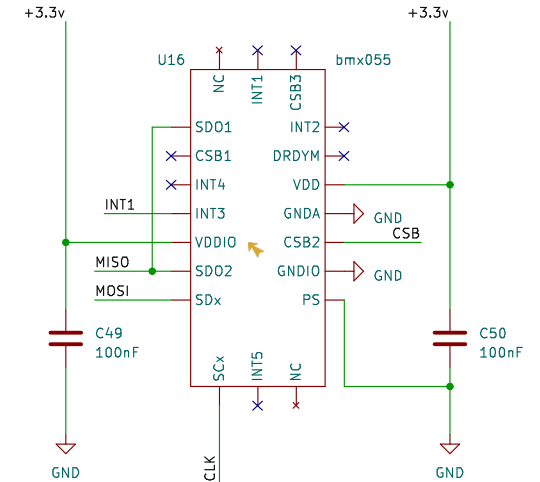 +3.3v
+3.3v
U16
bmx055
NC
INT1
CSB3
SDO1
INT2
CSB1
DRDYM
INT4
VDD
INT1
INT3
GNDA
GND
VDDIO
CSB2
CSB
MISO
SDO2
GNDIO
GND
MOSI
SDx
PS
C49
100nF
C50
100nF
SCx
INT5
NC
CLK
GND
GND